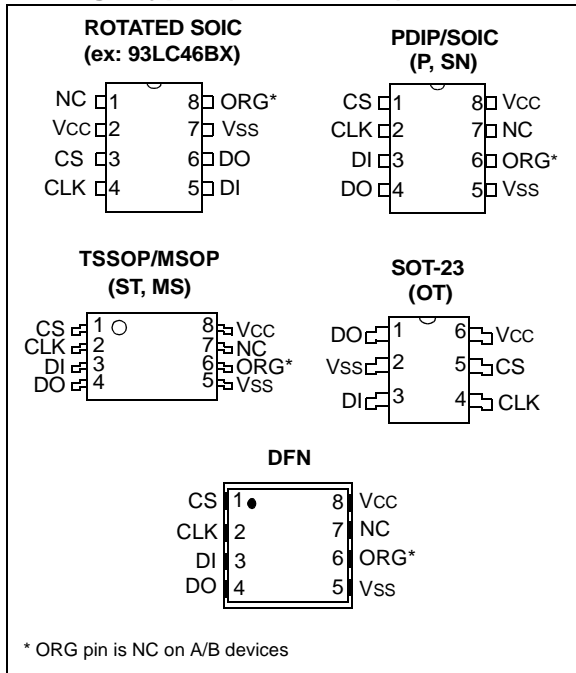 ROTATED SOIC
(ex: 93LC46BX)
NC 1 8 ORG*
VCC 2 7 VSS
CS 3 6 DO
CLK 4 5 DI
PDIP/SOIC
(P, SN)
CS 1 8 VCC
CLK 2 7 NC
DI 3 6 ORG*
DO 4 5 VSS
TSSOP/MSOP
(ST, MS)
CS 1 8 VCC
CLK 2 7 NC
DI 3 6 ORG*
DO 4 5 VSS
SOT-23
(OT)
DO 1 6 VCC
VSS 2 5 CS
DI 3 4 CLK
DFN
CS 1 8 VCC
CLK 2 7 NC
DI 3 6 ORG*
DO 4 5 VSS
* ORG pin is NC on A/B devices